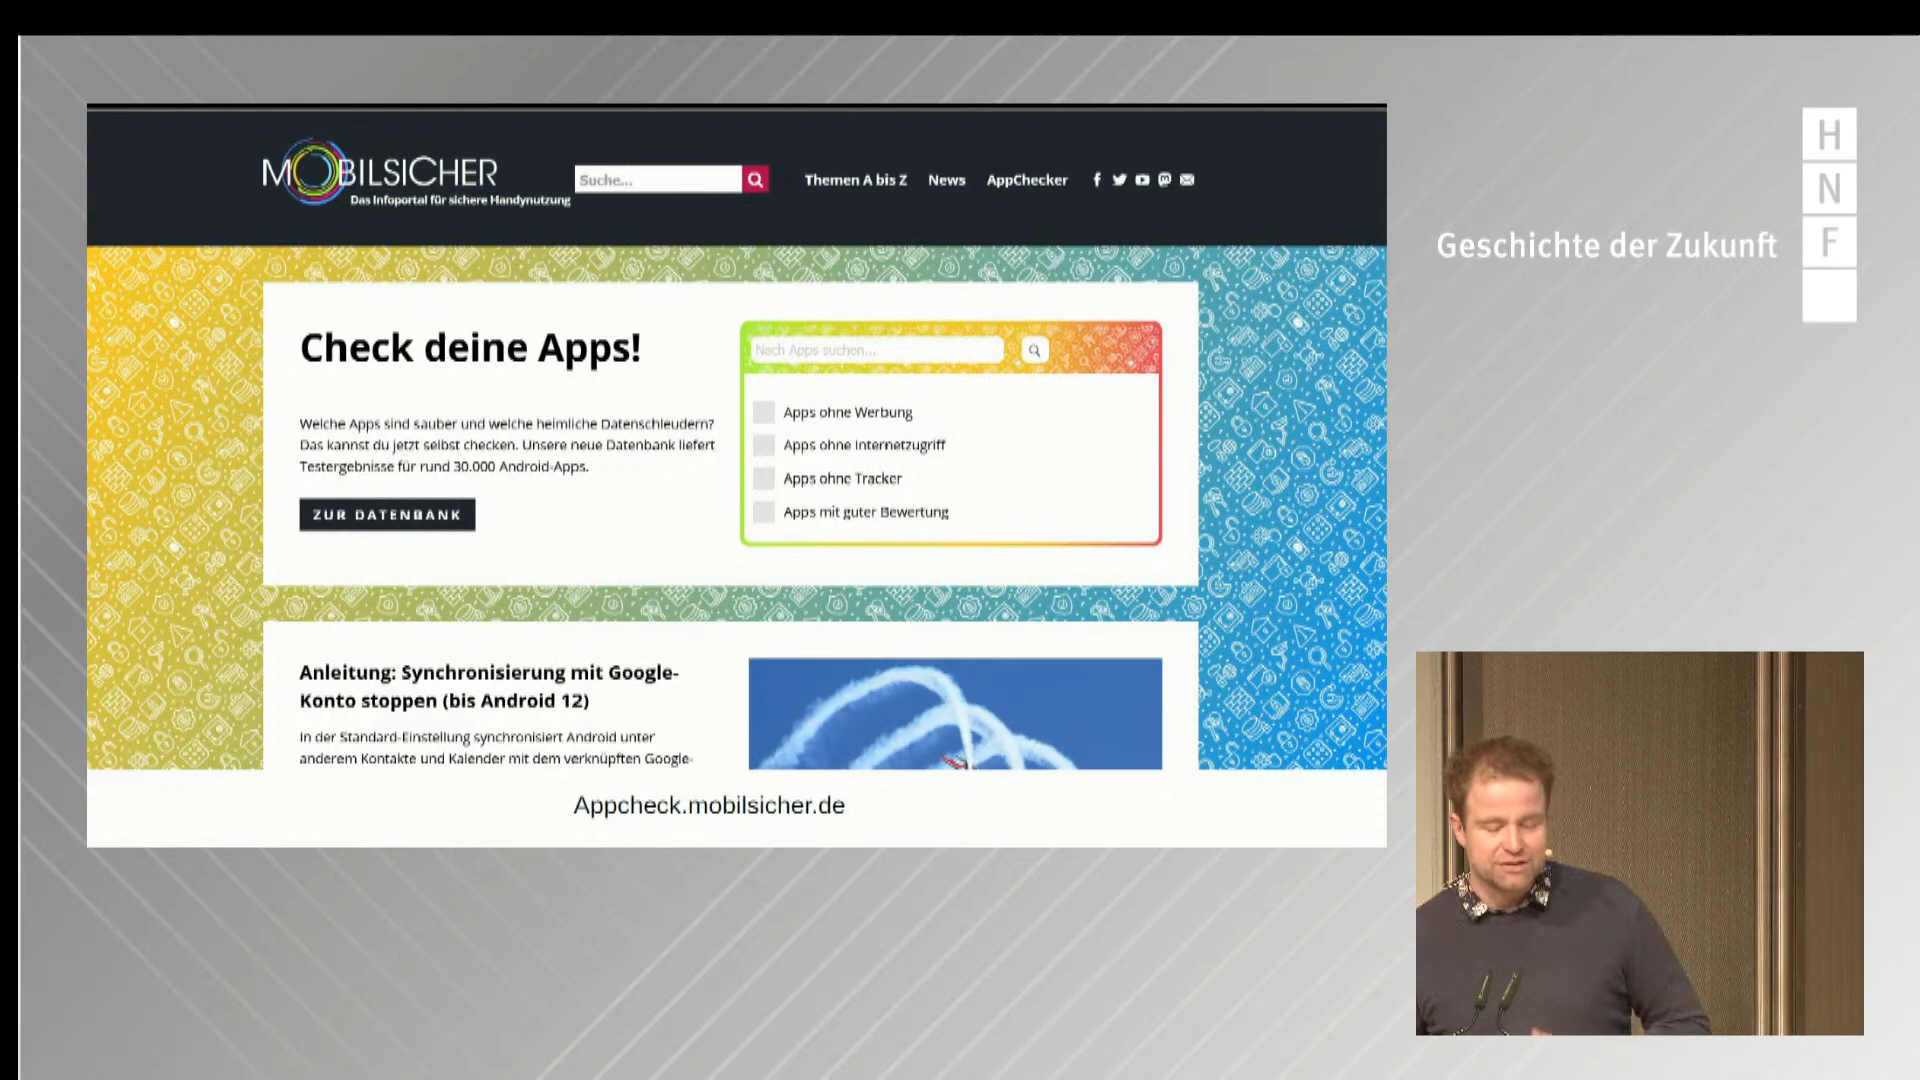 MOBILSICHER
Das Infoportal für sichere Handynutzung
Suche...
Themen A bis Z
News
AppChecker
H
N
F
Geschichte der Zukunft
Check deine Apps!
Welche Apps sind sauber und welche heimliche Datenschleudern?
Das kannst du jetzt selbst checken. Unsere neue Datenbank liefert
Testergebnisse für rund 30.000 Android-Apps.
ZUR DATENBANK
Nach Apps suchen...
Apps ohne Werbung
Apps ohne Internetzugriff
Apps ohne Tracker
Apps mit guter Bewertung
Anleitung: Synchronisierung mit Google-
Konto stoppen (bis Android 12)
In der Standard-Einstellung synchronisiert Android unter
anderem Kontakte und Kalender mit dem verknüpften Google-
Appcheck.mobilsicher.de